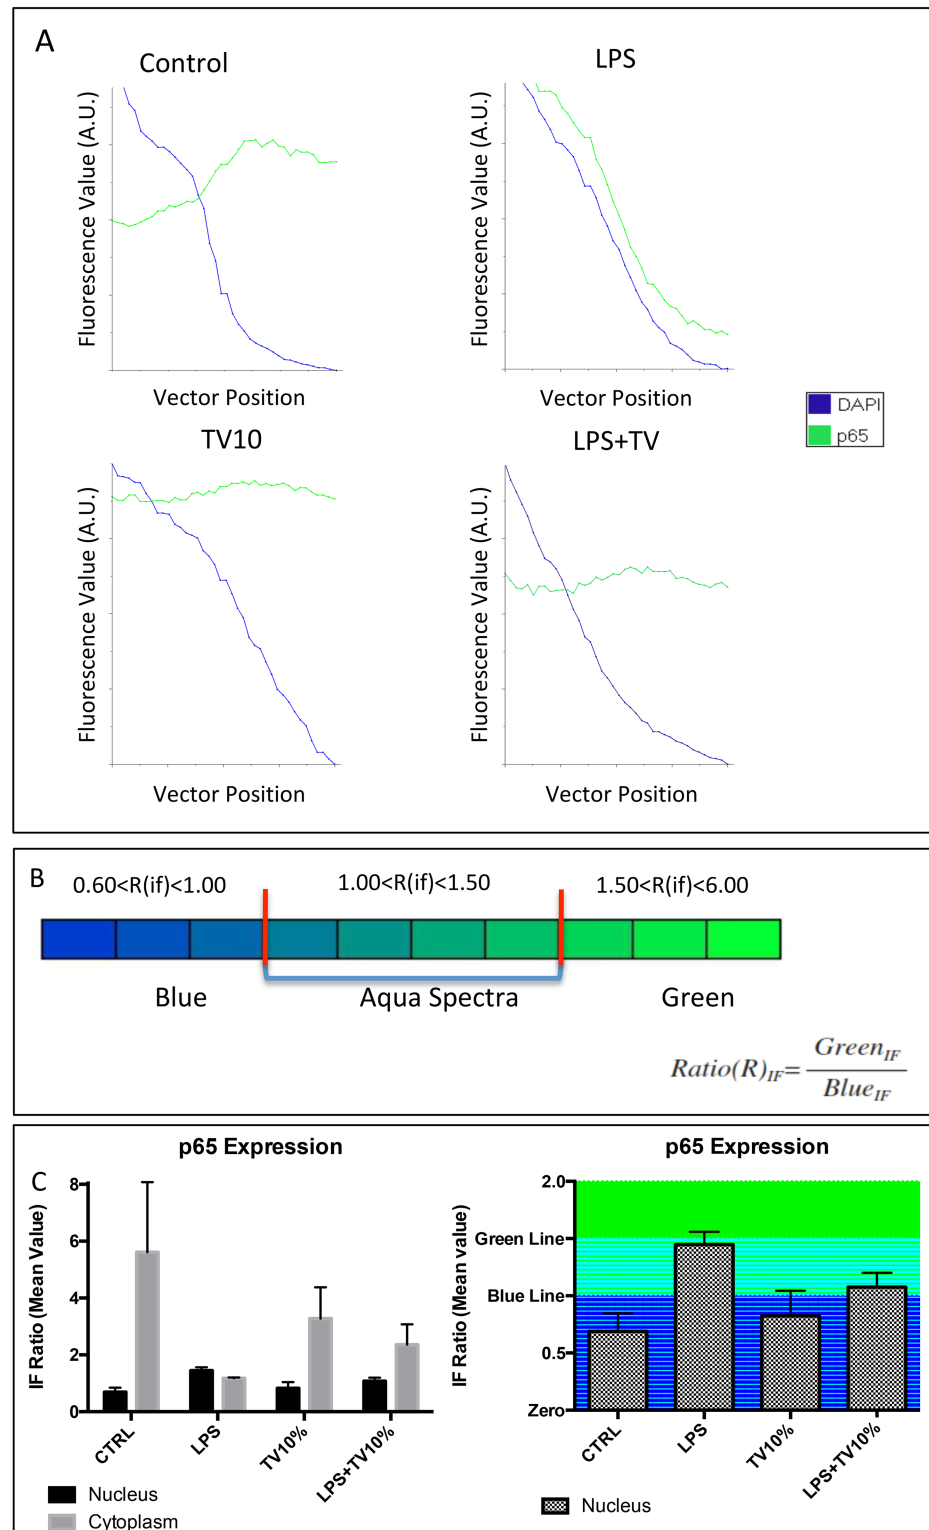 A
Control
LPS
Fluorescence Value (A.U.)
Fluorescence Value (A.U.)
Vector Position
Vector Position
DAPI
p65
TV10
LPS+TV
Fluorescence Value (A.U.)
Fluorescence Value (A.U.)
Vector Position
Vector Position
B
0.60<R(if)<1.00
1.00<R(if)<1.50
1.50<R(if)<6.00
Blue
Aqua Spectra
Green
Ratio(R)IF= GreenIF
BlueIF
C
p65 Expression
IF Ratio (Mean Value)
8
6
4
2
0
CTRL
LPS
TV10%
LPS+TV10%
Nucleus
Cytoplasm
p65 Expression
IF Ratio (Mean value)
2.0
Green Line
Blue Line
0.5
Zero
CTRL
LPS
TV10%
LPS+TV10%
Nucleus